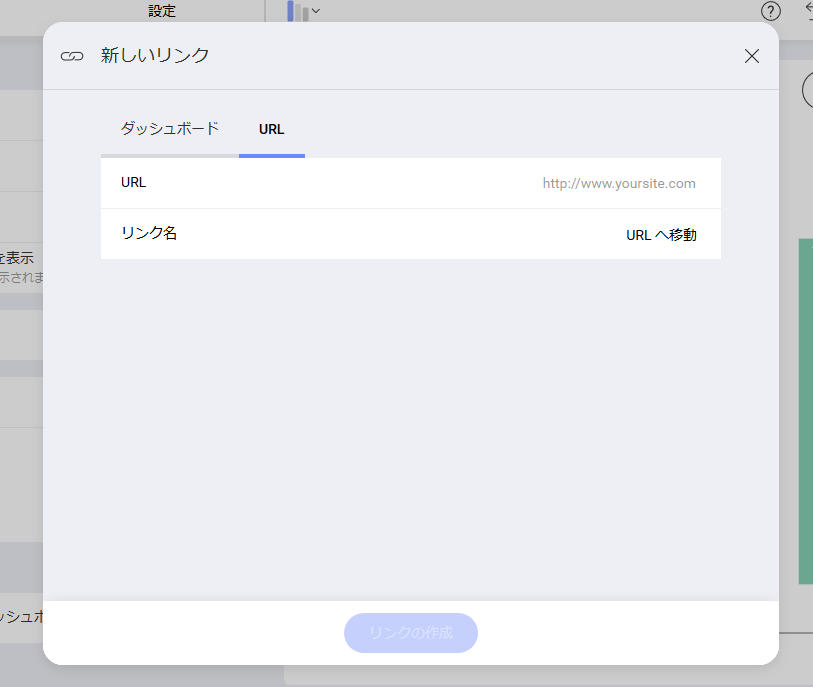 設定
新しいリンク
ダッシュボード URL
URL http://www.yoursite.com
リンク名 URL へ移動
を表示
示されま
ッシュボ
リンクの作成